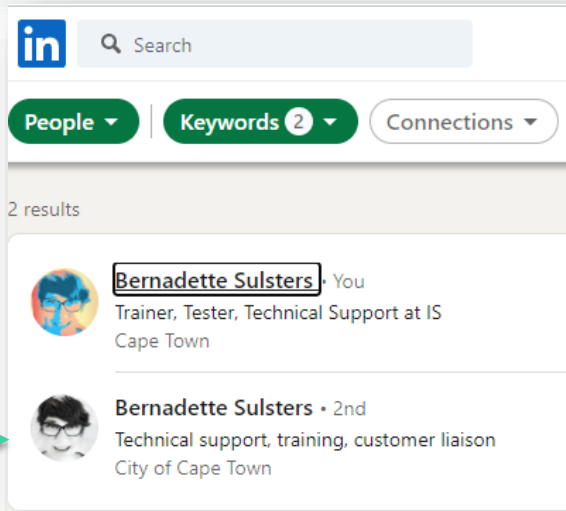 in Search
People Keywords 2 Connections
2 results
Bernadette Sulsters • You
Trainer, Tester, Technical Support at IS
Cape Town
Bernadette Sulsters • 2nd
Technical support, training, customer liaison
City of Cape Town